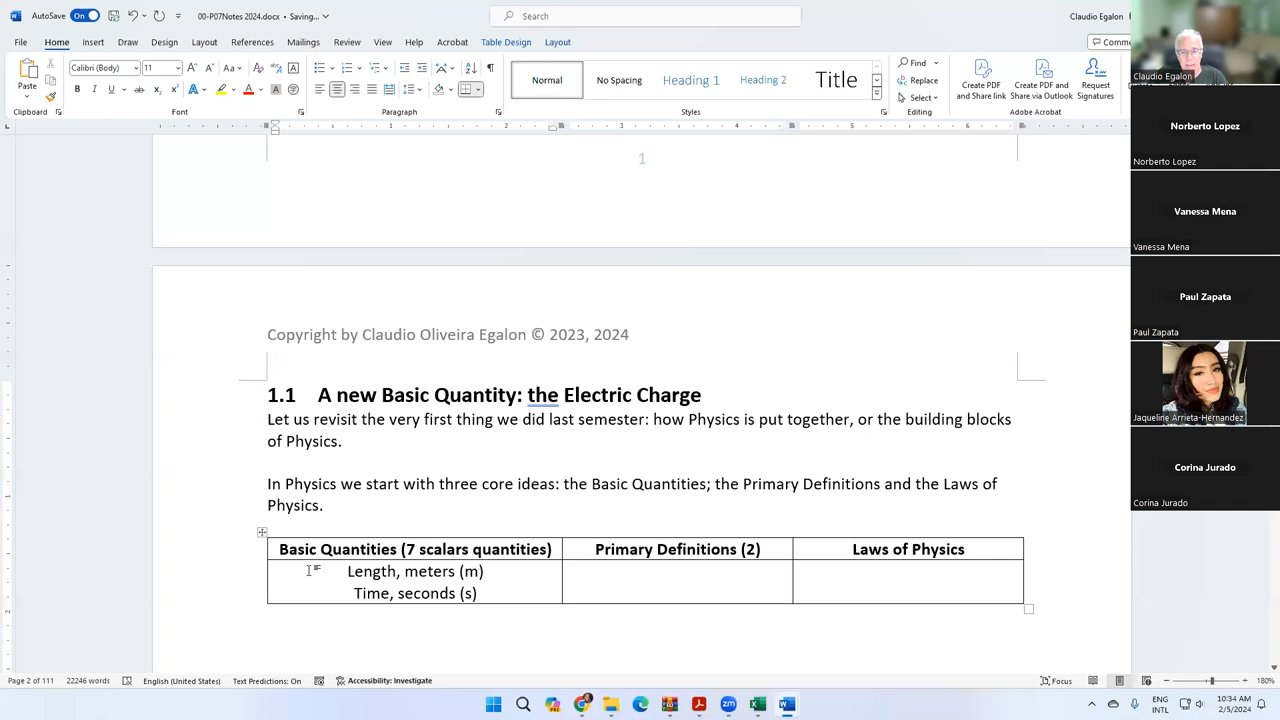 AutoSave On 00-P07Notes 2024.docx • Saving... Search Claudio Egalon
File Home Insert Draw Design Layout References Mailings Review View Help Acrobat Table Design Layout Comme
Paste Calibri (Body) 11 Normal No Spacing Heading 1 Heading 2 Title Find Replace Select Create PDF and Share link Create PDF and Share via Outlook Request Signatures
Clipboard Font Paragraph Styles Editing Adobe Acrobat
1
Copyright by Claudio Oliveira Egalon © 2023, 2024
1.1 A new Basic Quantity: the Electric Charge
Let us revisit the very first thing we did last semester: how Physics is put together, or the building blocks
of Physics.
In Physics we start with three core ideas: the Basic Quantities; the Primary Definitions and the Laws of
Physics.
Basic Quantities (7 scalars quantities) Primary Definitions (2) Laws of Physics
Length, meters (m)
Time, seconds (s)
Claudio Egalon
Norberto Lopez
Norberto Lopez
Vanessa Mena
Vanessa Mena
Paul Zapata
Paul Zapata
Jaqueline Arrieta-Hernandez
Corina Jurado
Corina Jurado
Page 2 of 111 22246 words English (United States) Text Predictions: On Accessibility: Investigate Focus 180%
ENG INTL 10:34 AM 2/5/2024